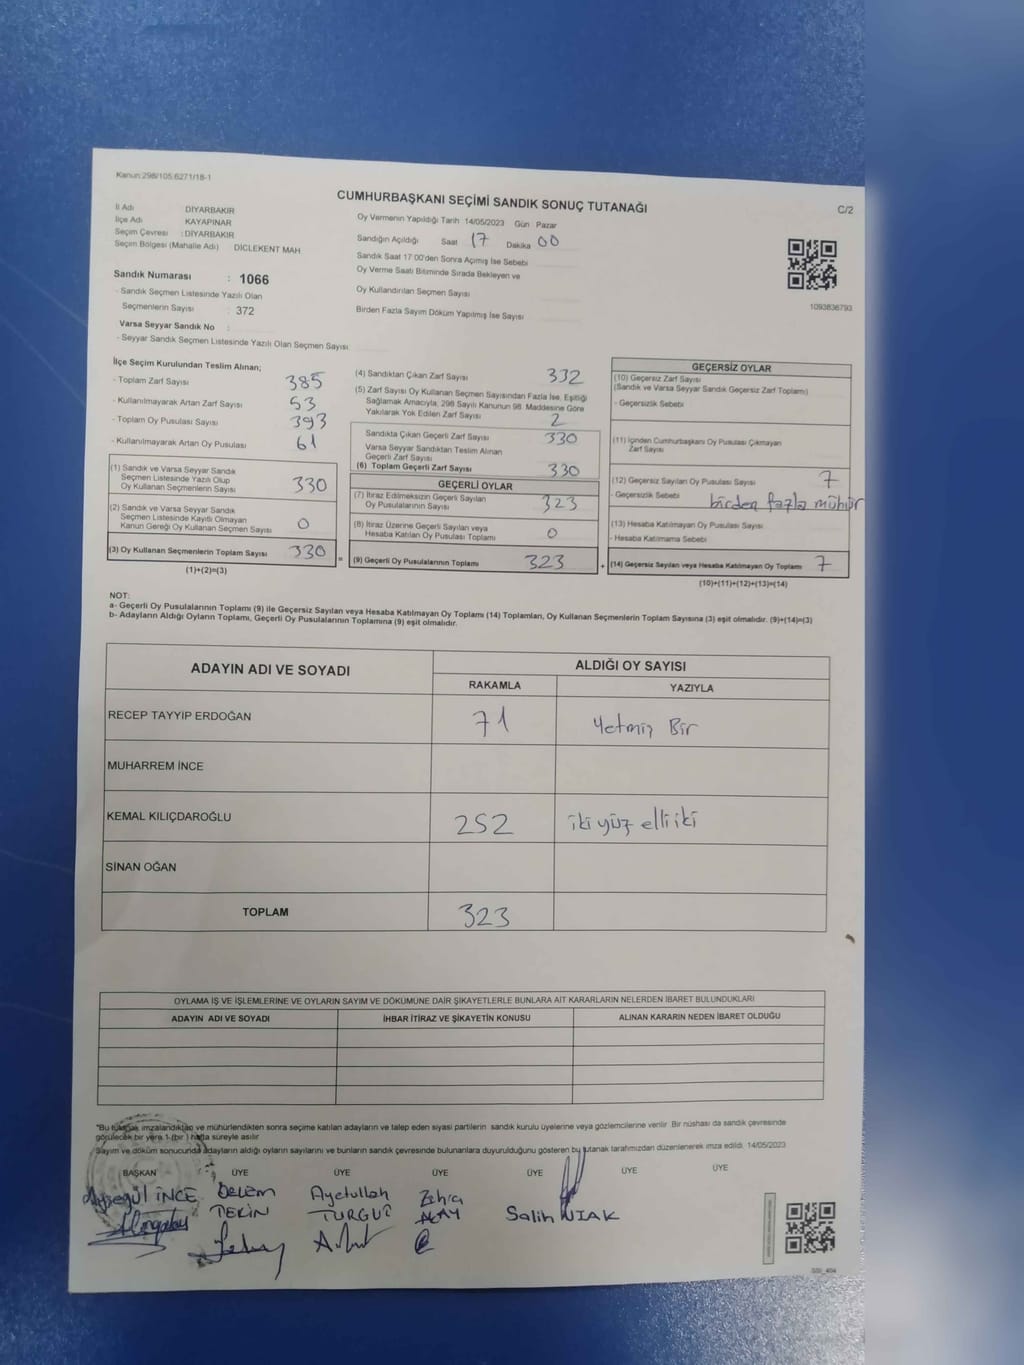 Kanun:298/105.6271/18-1
CUMHURBAŞKANI SEÇİMİ SANDIK SONUÇ TUTANAĞI
C/2
İl Adı DİYARBAKIR
İlçe Adı KAYAPINAR
Seçim Çevresi : DİYARBAKIR
Seçim Bölgesi (Mahalle Adı) DİCLEKENT MAH
Sandık Numarası : 1066
- Sandık Seçmen Listesinde Yazılı Olan
Seçmenlerin Sayısı : 372
Varsa Seyyar Sandık No :
- Seyyar Sandık Seçmen Listesinde Yazılı Olan Seçmen Sayısı
Oy Vermenin Yapıldığı Tarih 14/05/2023 Gün Pazar
Sandığın Açıldığı Saat 17 Dakika 00
Sandık Saat 17:00'den Sonra Açımış İse Sebebi
Oy Verme Saati Bitiminde Sırada Bekleyen ve
Oy Kullandırılan Seçmen Sayısı
Birden Fazla Sayım Döküm Yapılmış İse Sayısı
1093836793
İlçe Seçim Kurulundan Teslim Alınan;
- Toplam Zarf Sayısı 385
- Kullanılmayarak Artan Zarf Sayısı 53
- Toplam Oy Pusulası Sayısı 393
- Kullanılmayarak Artan Oy Pusulası 61
(1) Sandık ve Varsa Seyyar Sandık
Seçmen Listesinde Yazılı Olup
Oy Kullanan Seçmenlerin Sayısı 330
(2) Sandık ve Varsa Seyyar Sandık
Seçmen Listesinde Kayıtlı Olmayan
Kanun Gereği Oy Kullanan Seçmen Sayısı 0
(3) Oy Kullanan Seçmenlerin Toplam Sayısı 330
(1)+(2)=(3)
(4) Sandıktan Çıkan Zarf Sayısı 332
(5) Zarf Sayısı Oy Kullanan Seçmen Sayısından Fazla İse, Eşitliği
Sağlamak Amacıyla, 298 Sayılı Kanunun 98. Maddesine Göre
Yakılarak Yok Edilen Zarf Sayısı 2
Sandıkta Çıkan Geçerli Zarf Sayısı 330
Varsa Seyyar Sandıktan Teslim Alınan
Geçerli Zarf Sayısı
(6) Toplam Geçerli Zarf Sayısı 330
GEÇERLİ OYLAR
(7) İtiraz Edilmeksizin Geçerli Sayılan
Oy Pusulalarının Sayısı 323
(8) İtiraz Üzerine Geçerli Sayılan veya
Hesaba Katılan Oy Pusulası Toplamı 0
= (9) Geçerli Oy Pusulalarının Toplamı 323
GEÇERSİZ OYLAR
(10) Geçersiz Zarf Sayısı
(Sandık ve Varsa Seyyar Sandık Geçersiz Zarf Toplamı)
- Geçersizlik Sebebi
(11) İçinden Cumhurbaşkanı Oy Pusulası Çıkmayan
Zarf Sayısı
(12) Geçersiz Sayılan Oy Pusulası Sayısı 7
- Geçersizlik Sebebi birden fazla mühür
(13) Hesaba Katılmayan Oy Pusulası Sayısı
- Hesaba Katılmama Sebebi
+ (14) Geçersiz Sayılan veya Hesaba Katılmayan Oy Toplamı 7
(10)+(11)+(12)+(13)=(14)
NOT:
a- Geçerli Oy Pusulalarının Toplamı (9) ile Geçersiz Sayılan veya Hesaba Katılmayan Oy Toplamı (14) Toplamları, Oy Kullanan Seçmenlerin Toplam Sayısına (3) eşit olmalıdır. (9)+(14)=(3)
b- Adayların Aldığı Oyların Toplamı, Geçerli Oy Pusulalarının Toplamına (9) eşit olmalıdır.
ADAYIN ADI VE SOYADI ALDIĞI OY SAYISI
RAKAMLA YAZIYLA
RECEP TAYYİP ERDOĞAN 71 Yetmiş Bir
MUHARREM İNCE
KEMAL KILIÇDAROĞLU 252 iki yüz elli iki
SİNAN OĞAN
TOPLAM 323
OYLAMA İŞ VE İŞLEMLERİNE VE OYLARIN SAYIM VE DÖKÜMÜNE DAİR ŞİKAYETLERLE BUNLARA AİT KARARLARIN NELERDEN İBARET BULUNDUKLARI
ADAYIN ADI VE SOYADI İHBAR İTİRAZ VE ŞİKAYETİN KONUSU ALINAN KARARIN NEDEN İBARET OLDUĞU
*Bu tutanak imzalandıktan ve mühürlendikten sonra seçime katılan adayların ve talep eden siyasi partilerin sandık kurulu üyelerine veya gözlemcilerine verilir. Bir nüshası da sandık çevresinde
görülecek bir yere 1 (bir) hafta süreyle asılır
Sayım ve döküm sonucunda adayların aldığı oyların sayılarını ve bunların sandık çevresinde bulunanlara duyurulduğunu gösteren bu tutanak tarafımızdan düzenlenerek imza edildi. 14/05/2023
BAŞKAN ÜYE ÜYE ÜYE ÜYE ÜYE ÜYE
Ayşegül İNCE Ayetullah Zehra
TEKİN TURGUT Salih